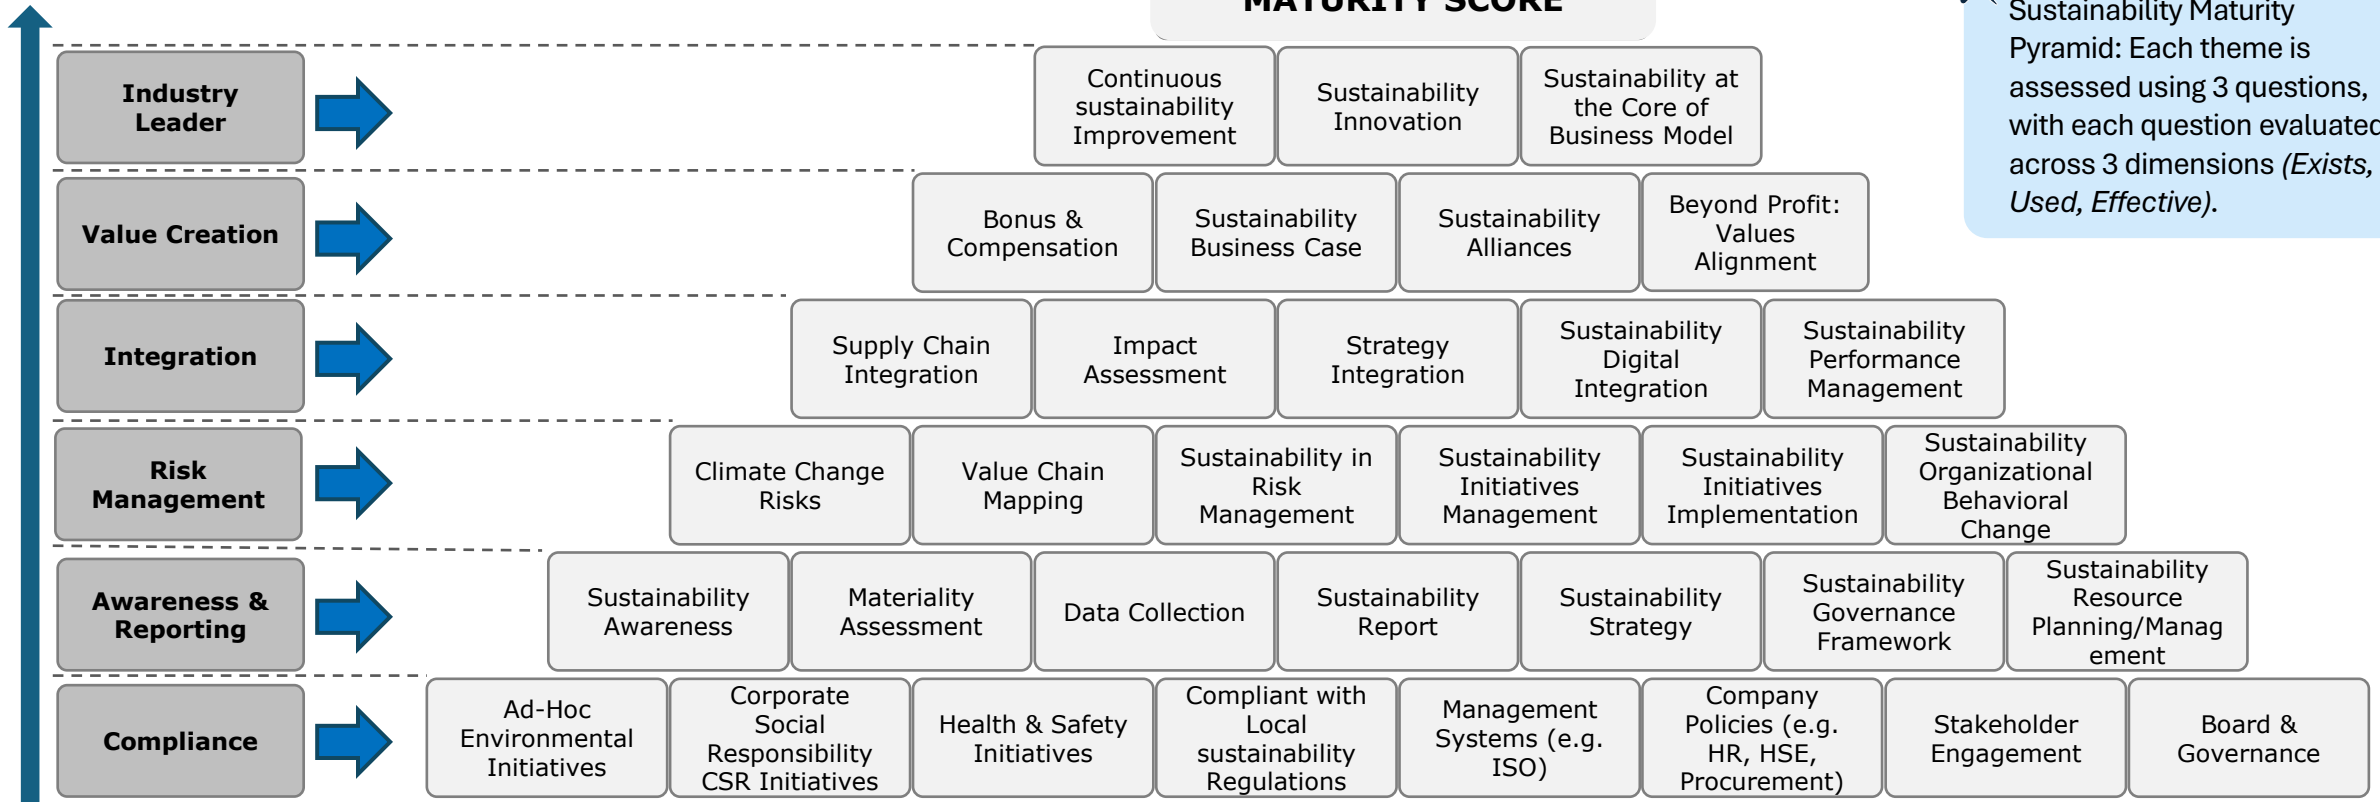 MATURITY SCORE
Sustainability Maturity
Pyramid: Each theme is
assessed using 3 questions,
with each question evaluated
across 3 dimensions (Exists,
Used, Effective).
Industry
Leader
Continuous
sustainability
Improvement
Sustainability
Innovation
Sustainability at
the Core of
Business Model
Value Creation
Bonus &
Compensation
Sustainability
Business Case
Sustainability
Alliances
Beyond Profit:
Values
Alignment
Integration
Supply Chain
Integration
Impact
Assessment
Strategy
Integration
Sustainability
Digital
Integration
Sustainability
Performance
Management
Risk
Management
Climate Change
Risks
Value Chain
Mapping
Sustainability in
Risk
Management
Sustainability
Initiatives
Management
Sustainability
Initiatives
Implementation
Sustainability
Organizational
Behavioral
Change
Awareness &
Reporting
Sustainability
Awareness
Materiality
Assessment
Data Collection
Sustainability
Report
Sustainability
Strategy
Sustainability
Governance
Framework
Sustainability
Resource
Planning/Manag
ement
Compliance
Ad-Hoc
Environmental
Initiatives
Corporate
Social
Responsibility
CSR Initiatives
Health & Safety
Initiatives
Compliant with
Local
sustainability
Regulations
Management
Systems (e.g.
ISO)
Company
Policies (e.g.
HR, HSE,
Procurement)
Stakeholder
Engagement
Board &
Governance